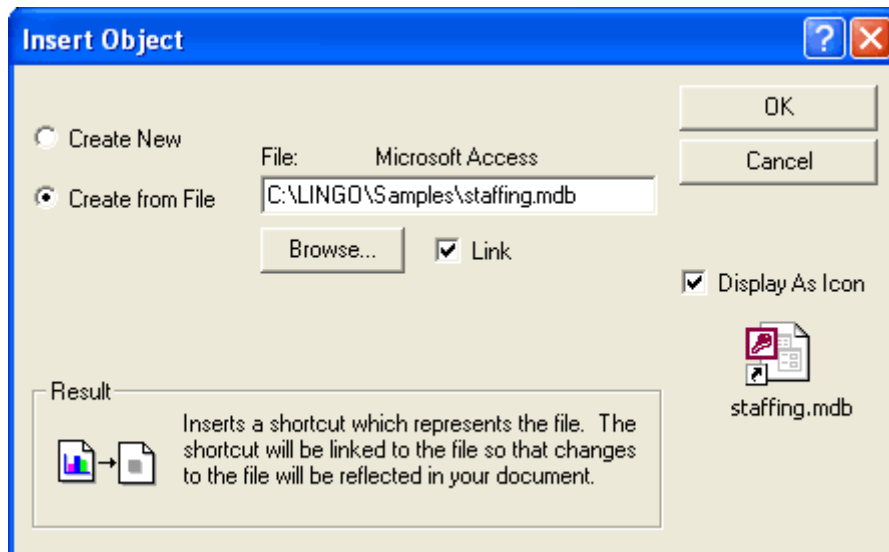 Insert Object
OK
Create New
File: Microsoft Access
Cancel
Create from File
C:\LINGO\Samples\staffing.mdb
Browse...
Link
Display As Icon
staffing.mdb
Result
Inserts a shortcut which represents the file. The
shortcut will be linked to the file so that changes
to the file will be reflected in your document.